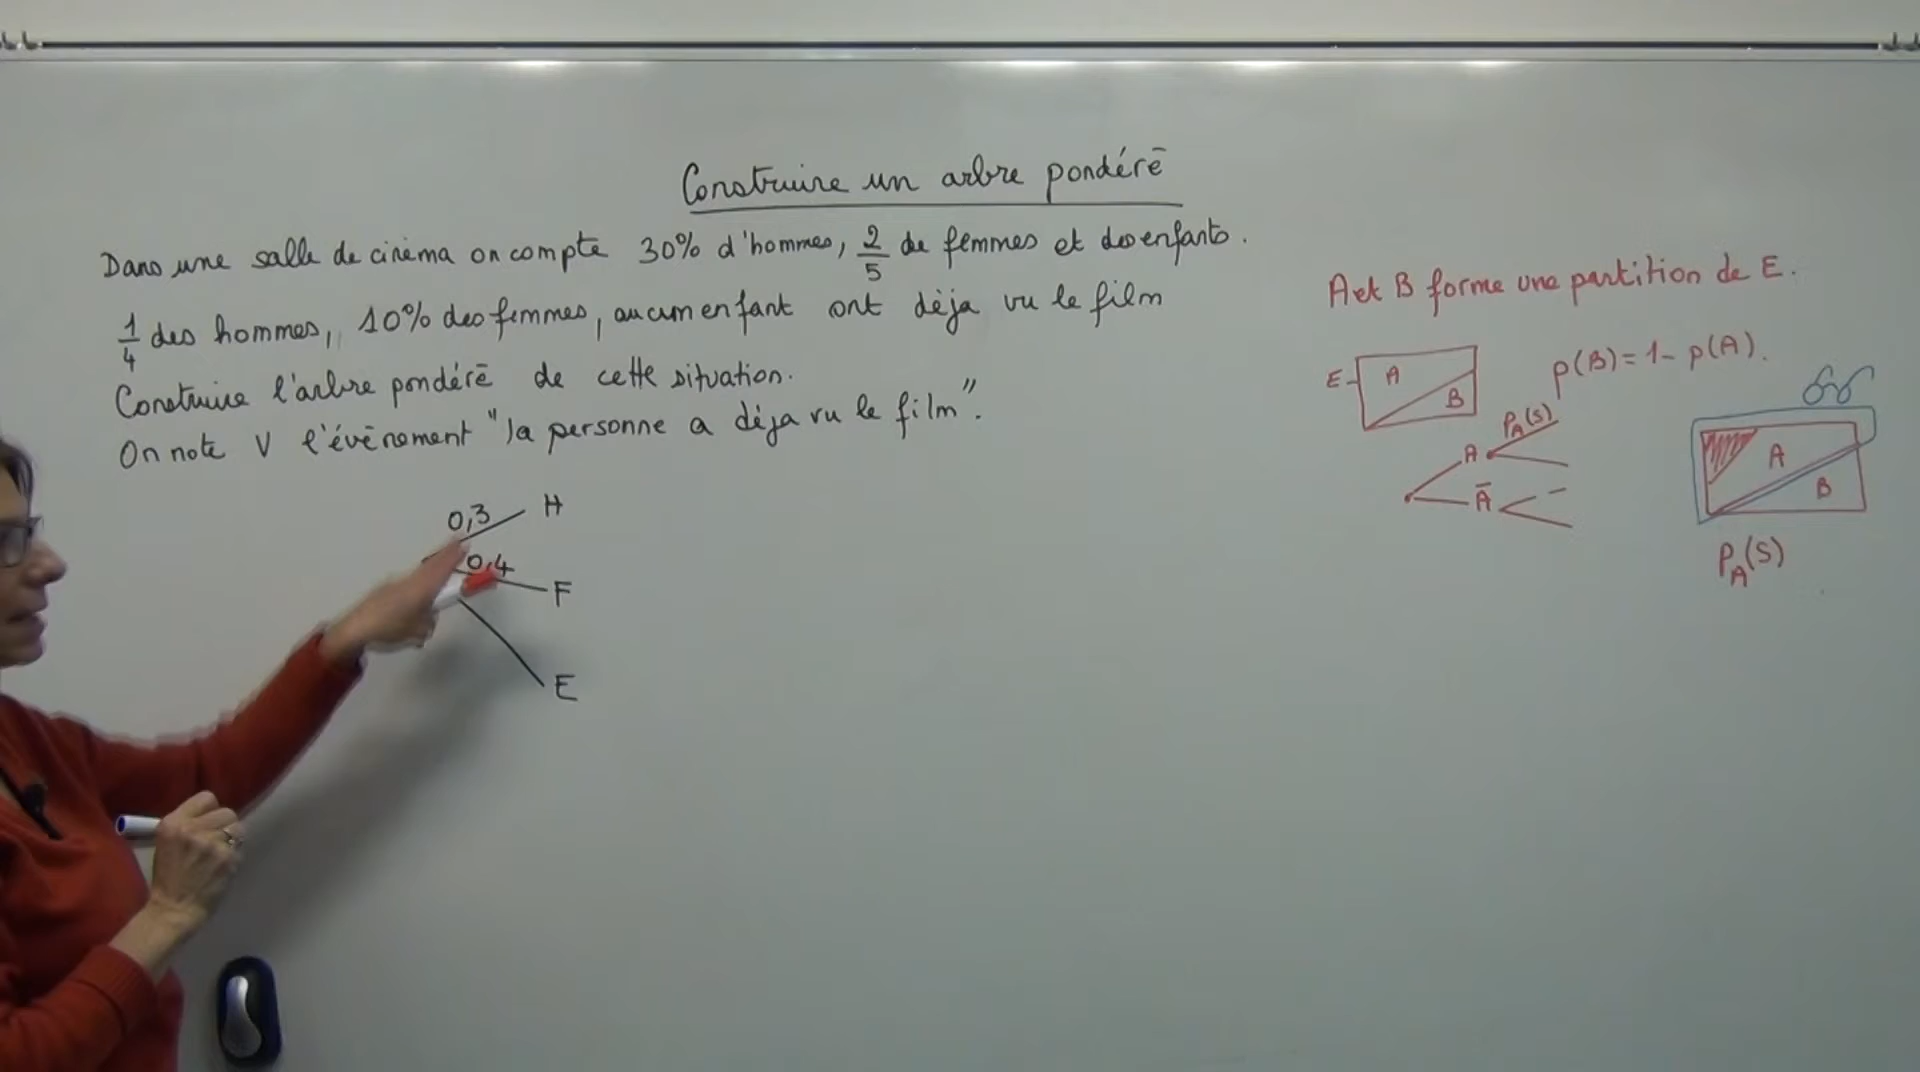 Construire un arbre pondéré
Dans une salle de cinéma on compte 30% d'hommes, 2/5 de femmes et des enfants.
1/4 des hommes, 10% des femmes, aucun enfant ont déja vu le film
Construire l'arbre pondéré de cette situation.
On note V l'évènement "la personne a déja vu le film".
0,3 H
0,4 F
E
A et B forme une partition de E.
E A B
p(B) = 1 - p(A).
A P_A(S)
Ā
A
B
P_A(S)